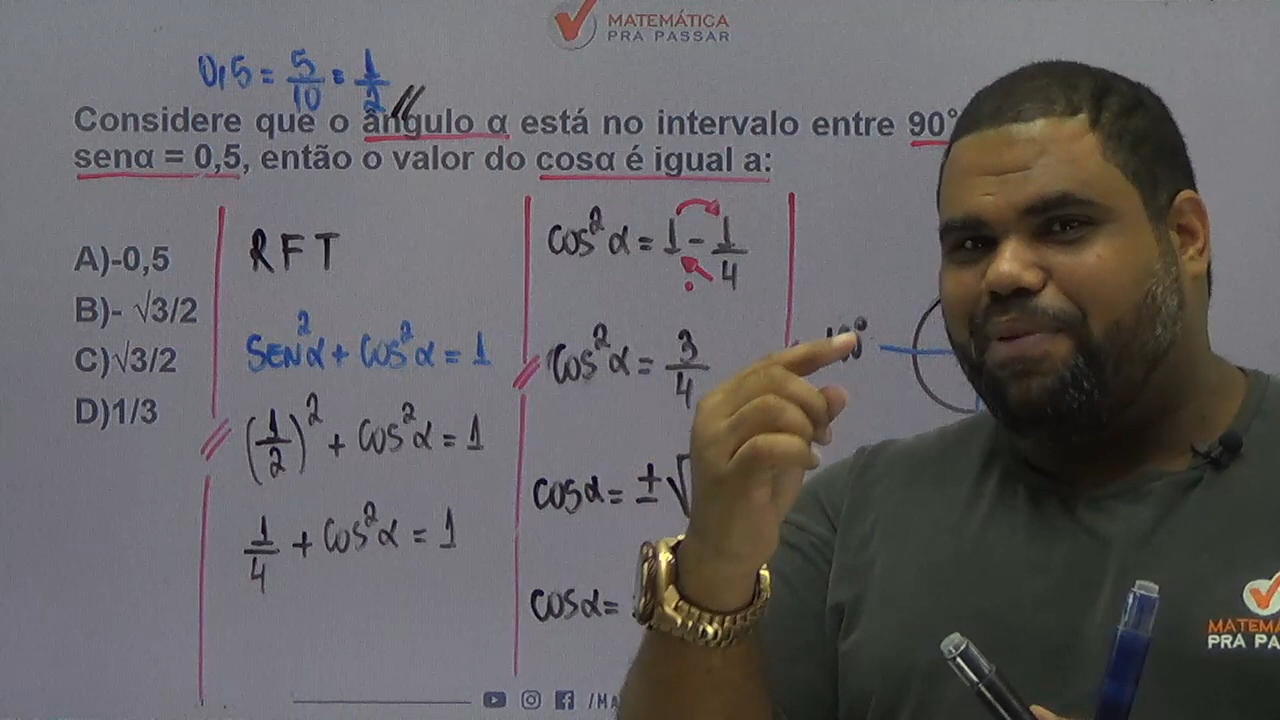 MATEMÁTICA
PRA PASSAR
0,5 = 5/10 = 1/2
Considere que o ângulo α está no intervalo entre 90°
senα = 0,5, então o valor do cosα é igual a:
A)-0,5
B)- √3/2
C)√3/2
D)1/3
RFT
SEN²α + COS²α = 1
(1/2)² + COS²α = 1
1/4 + COS²α = 1
COS²α = 1 - 1/4
COS²α = 3/4
COSα = ±√
COSα =
MATEMÁ
PRA PA